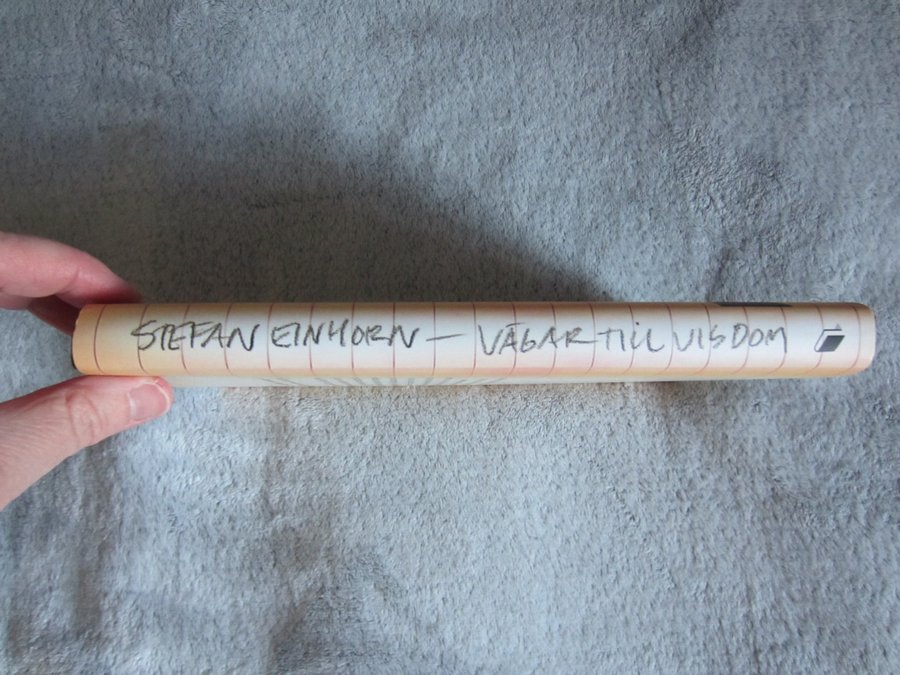 STEFAN EINHORN — VÄGAR TILL VISDOM